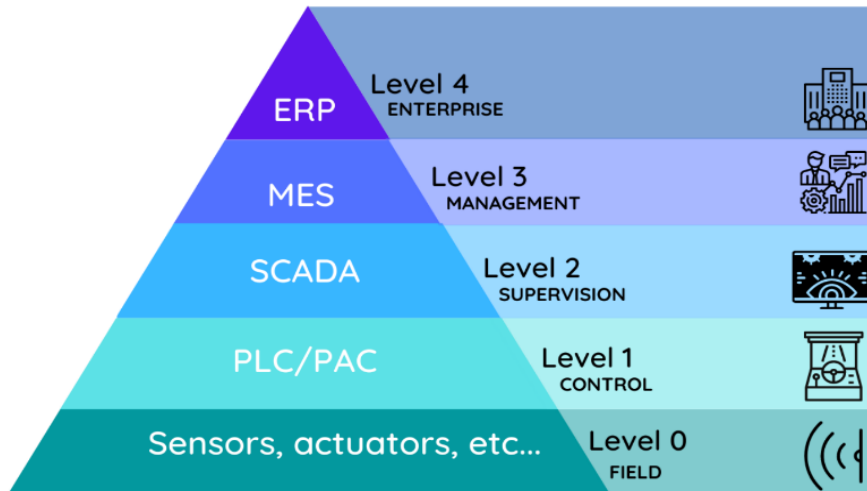 Level 4
ERP
ENTERPRISE
Level 3
MES
MANAGEMENT
Level 2
SCADA
SUPERVISION
Level 1
PLC/PAC
CONTROL
Sensors, actuators, etc...
Level 0
FIELD